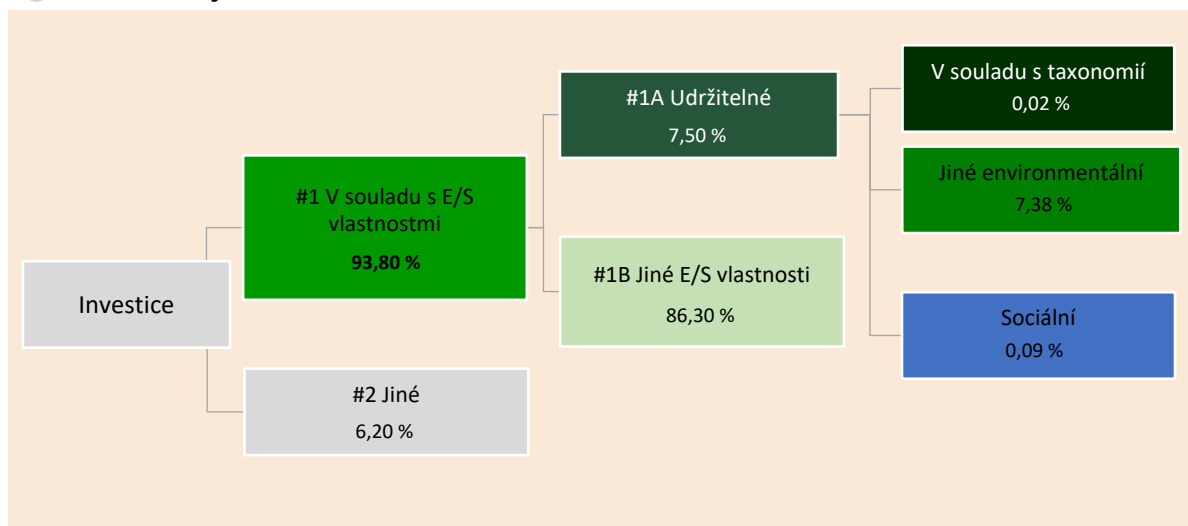 Investice
#1 V souladu s E/S
vlastnostmi
93,80 %
#2 Jiné
6,20 %
#1A Udržitelné
7,50 %
#1B Jiné E/S vlastnosti
86,30 %
V souladu s taxonomií
0,02 %
Jiné environmentální
7,38 %
Sociální
0,09 %